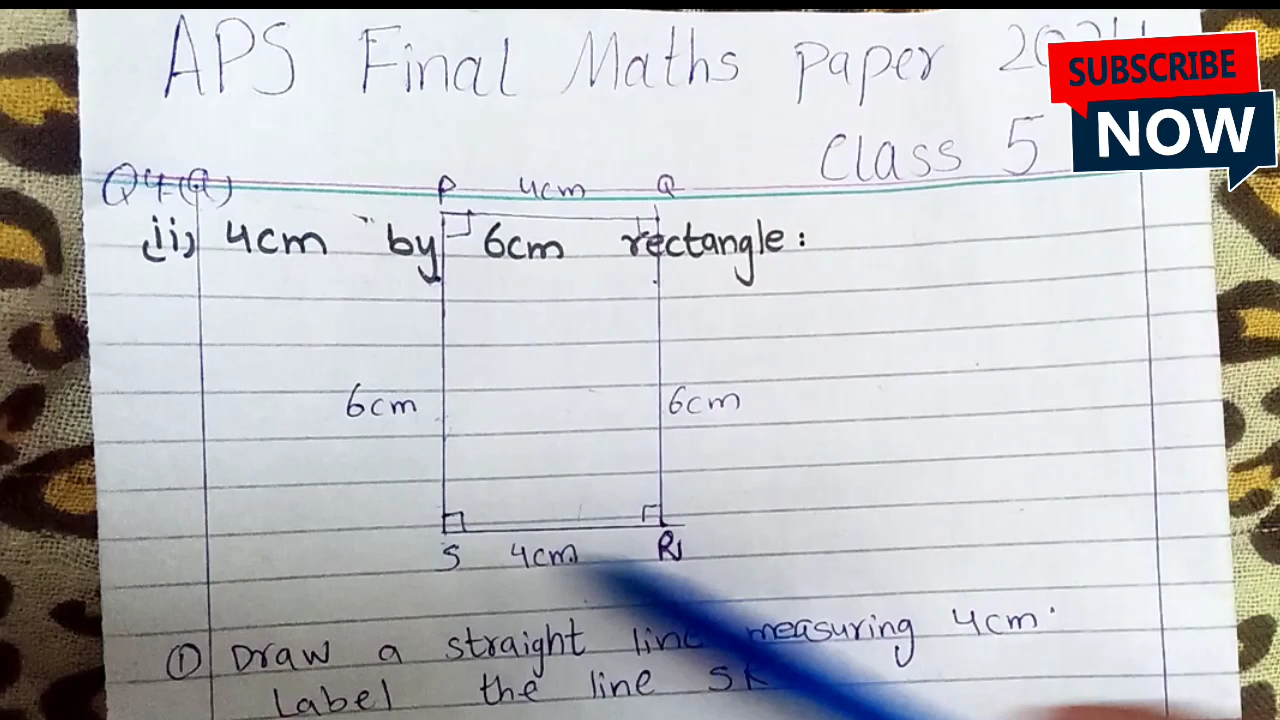 APS Final Maths Paper
SUBSCRIBE
NOW
Class 5
Q4(a)
P 4cm Q
(ii) 4cm by 6cm rectangle:
6cm 6cm
S 4cm R
① Draw a straight line measuring 4cm.
Label the line